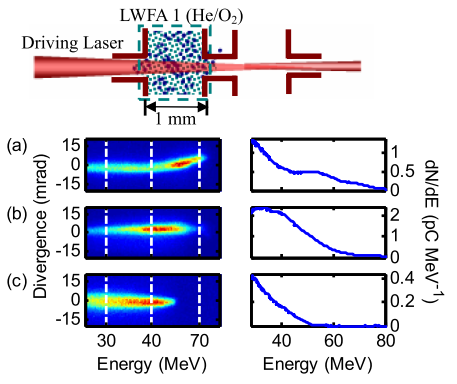 LWFA 1 (He/O₂)
Driving Laser
1 mm
(a)
15
0
-15
1
0.5
0
(b)
15
0
-15
2
1
0
(c)
15
0
-15
0.4
0.2
0
Divergence (mrad)
dN/dE (pC MeV⁻¹)
30 40 70
40 60 80
Energy (MeV)
Energy (MeV)